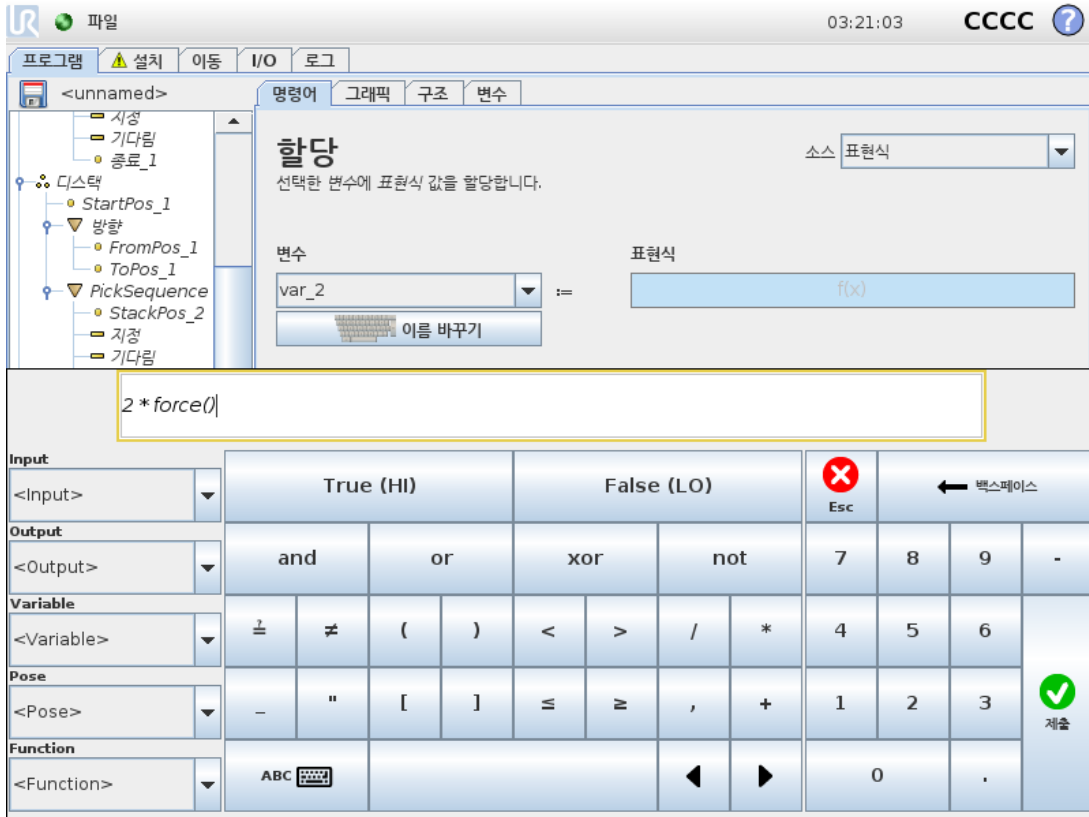 UR 파일 03:21:03 CCCC ?
프로그램 설치 이동 I/O 로그
<unnamed> 명령어 그래픽 구조 변수
지정
기다림
종료_1
디스택
StartPos_1
방향
FromPos_1
ToPos_1
PickSequence
StackPos_2
지정
기다림
할당
소스 표현식
선택한 변수에 표현식 값을 할당합니다.
변수 표현식
var_2 := f(x)
이름 바꾸기
2 * force()
Input
<Input>
Output
<Output>
Variable
<Variable>
Pose
<Pose>
Function
<Function>
True (HI) False (LO) Esc 백스페이스
and or xor not 7 8 9 -
≟ ≠ ( ) < > / * 4 5 6
_ " [ ] ≤ ≥ , + 1 2 3 제출
ABC 0 .